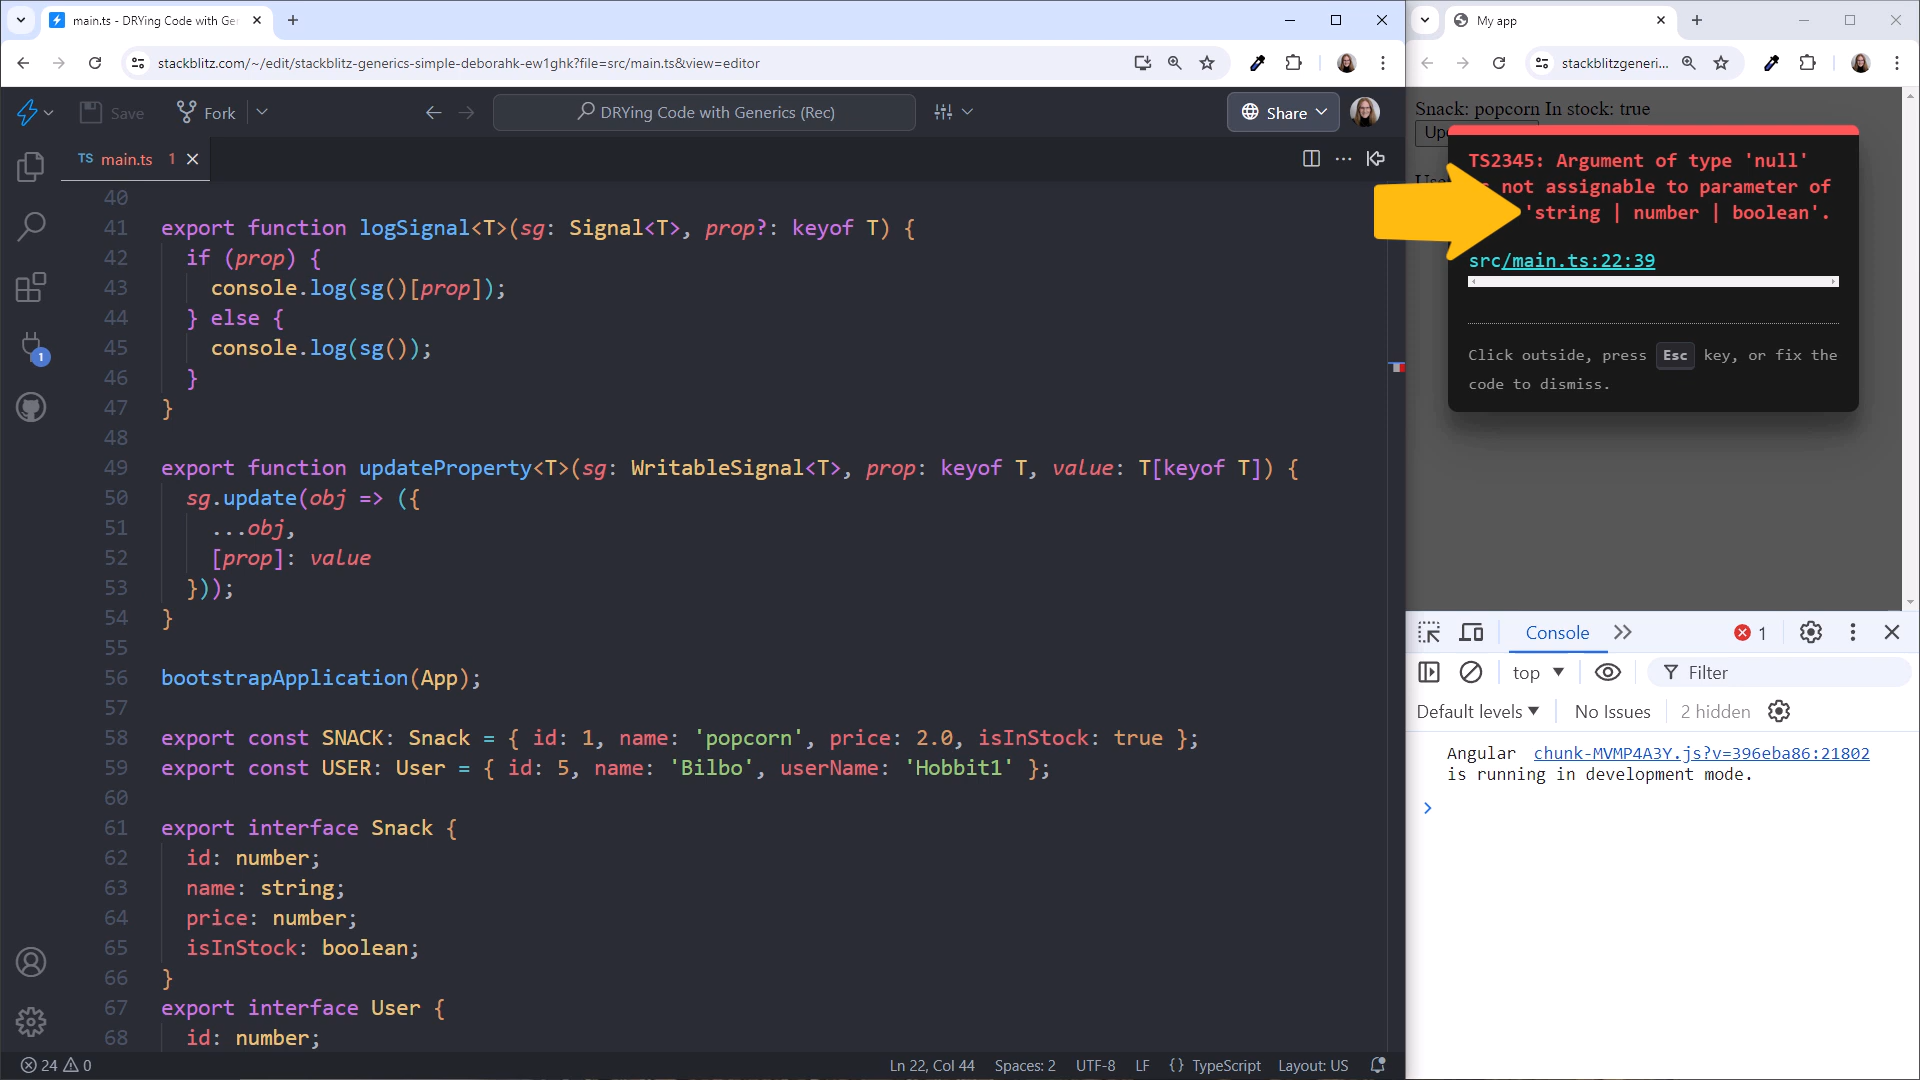 main.ts - DRYing Code with Ge
stackblitz.com/~/edit/stackblitz-generics-simple-deborahk-ew1ghk?file=src/main.ts&view=editor
Save
Fork
DRYing Code with Generics (Rec)
Share
TS main.ts 1
40
41 export function logSignal<T>(sg: Signal<T>, prop?: keyof T) {
42 if (prop) {
43 console.log(sg()[prop]);
44 } else {
45 console.log(sg());
46 }
47 }
48
49 export function updateProperty<T>(sg: WritableSignal<T>, prop: keyof T, value: T[keyof T]) {
50 sg.update(obj => ({
51 ...obj,
52 [prop]: value
53 }));
54 }
55
56 bootstrapApplication(App);
57
58 export const SNACK: Snack = { id: 1, name: 'popcorn', price: 2.0, isInStock: true };
59 export const USER: User = { id: 5, name: 'Bilbo', userName: 'Hobbit1' };
60
61 export interface Snack {
62 id: number;
63 name: string;
64 price: number;
65 isInStock: boolean;
66 }
67 export interface User {
68 id: number;
1
24 0
Ln 22, Col 44 Spaces: 2 UTF-8 LF {} TypeScript Layout: US
My app
stackblitzgeneri...
Snack: popcorn In stock: true
TS2345: Argument of type 'null'
not assignable to parameter of
'string | number | boolean'.
src/main.ts:22:39
Click outside, press Esc key, or fix the
code to dismiss.
Console 1
top Filter
Default levels No Issues 2 hidden
Angular chunk-MVMP4A3Y.js?v=396eba86:21802
is running in development mode.